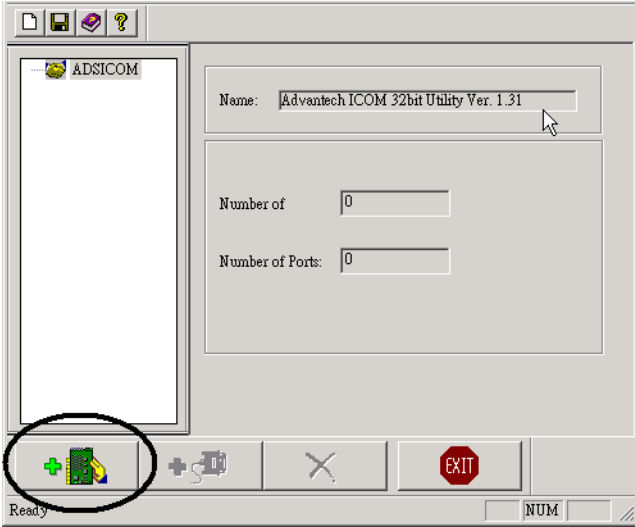 ADSICOM
Name: Advantech ICOM 32bit Utility Ver. 1.31
Number of 0
Number of Ports: 0
EXIT
Ready NUM